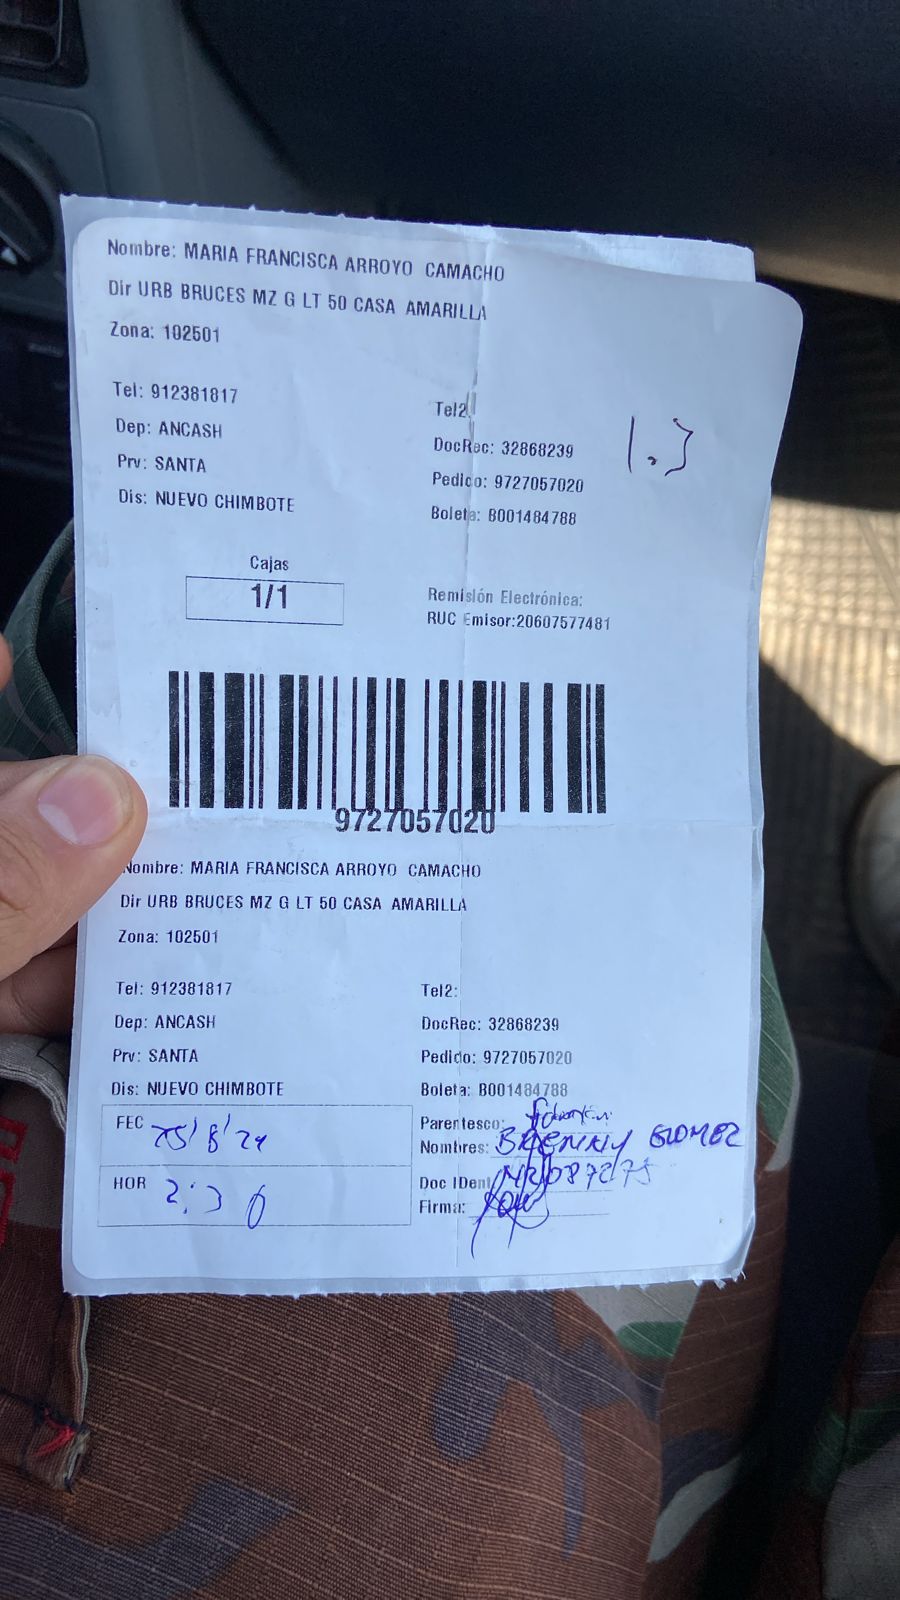 Nombre: MARIA FRANCISCA ARROYO CAMACHO
Dir URB BRUCES MZ G LT 50 CASA AMARILLA
Zona: 102501
Tel: 912381817
Tel2:
Dep: ANCASH
DocRec: 32868239
Prv: SANTA
Pedido: 9727057020
Dis: NUEVO CHIMBOTE
Boleta: B001484788
1.3
Cajas
1/1
Remisión Electrónica:
RUC Emisor:20607577481
9727057020
Nombre: MARIA FRANCISCA ARROYO CAMACHO
Dir URB BRUCES MZ G LT 50 CASA AMARILLA
Zona: 102501
Tel: 912381817
Tel2:
Dep: ANCASH
DocRec: 32868239
Prv: SANTA
Pedido: 9727057020
Dis: NUEVO CHIMBOTE
Boleta: B001484788
FEC
Parentesco:
Nombres:
HOR 2:30
Doc IDent
Firma: